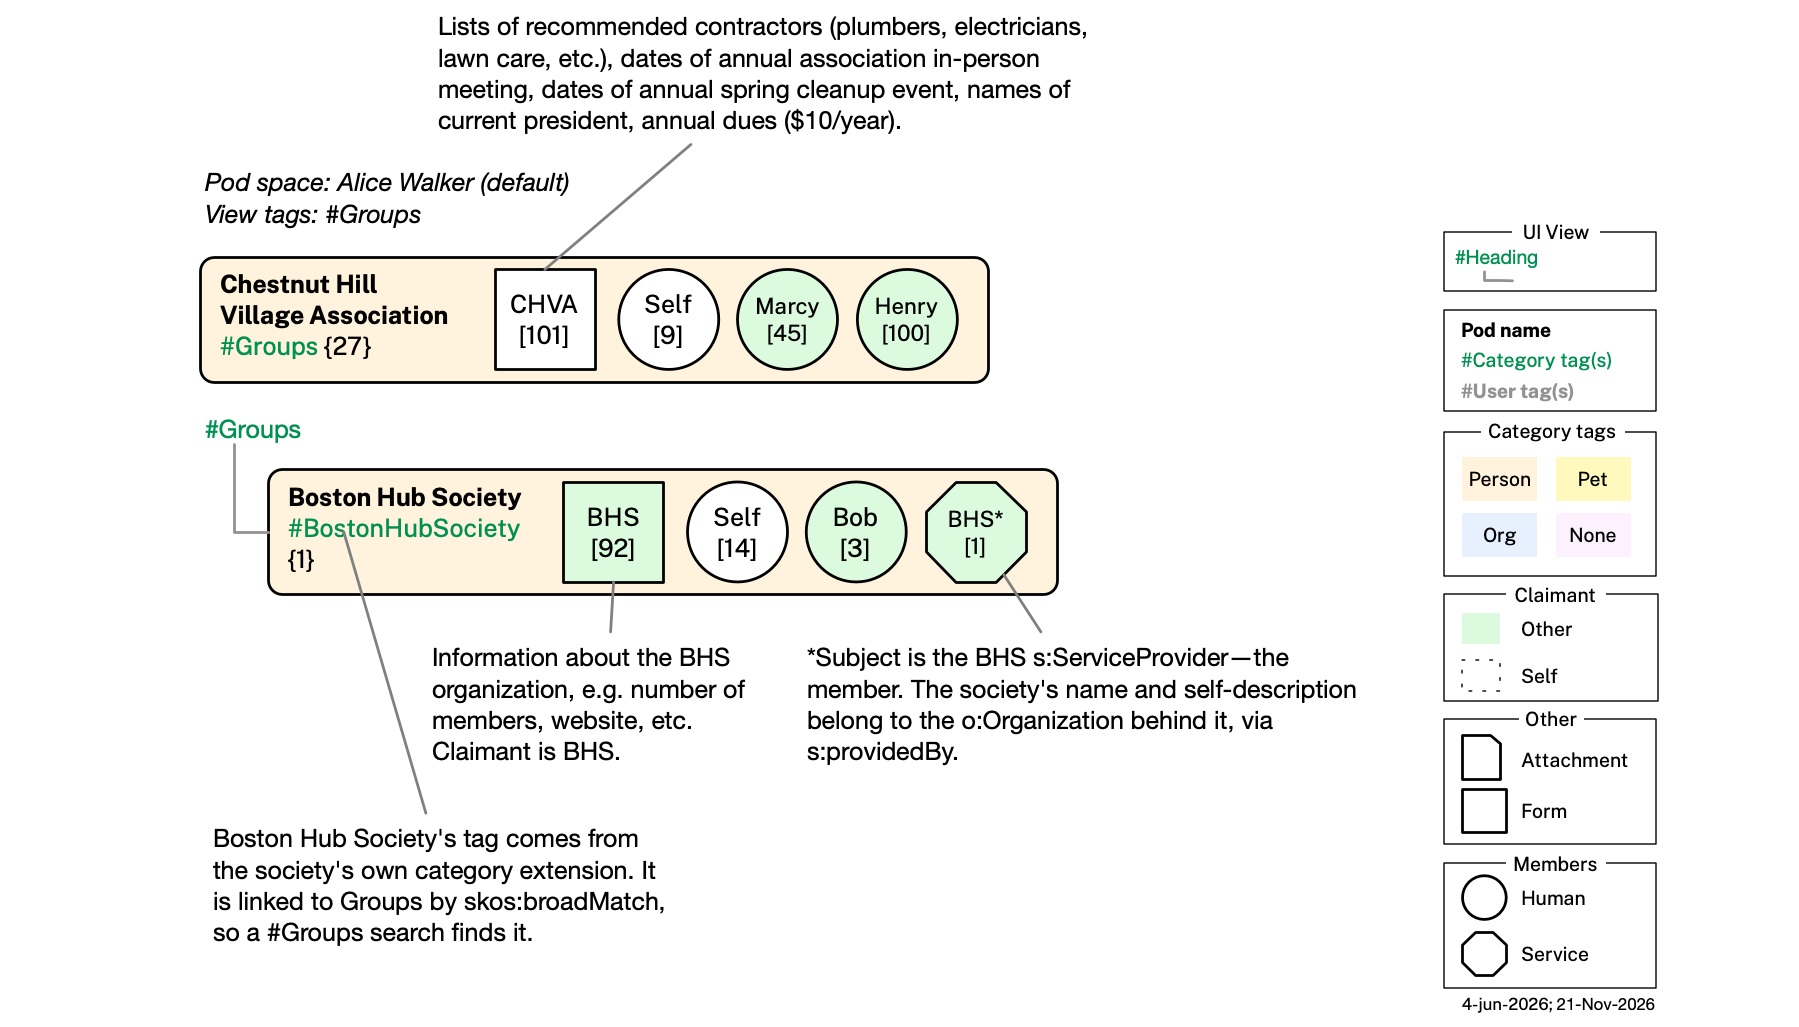 Lists of recommended contractors (plumbers, electricians,
lawn care, etc.), dates of annual association in-person
meeting, dates of annual spring cleanup event, names of
current president, annual dues ($10/year).
Pod space: Alice Walker (default)
View tags: #Groups
Chestnut Hill
Village Association
#Groups {27}
CHVA
[101]
Self
[9]
Marcy
[45]
Henry
[100]
#Groups
Boston Hub Society
#BostonHubSociety
{1}
BHS
[92]
Self
[14]
Bob
[3]
BHS*
[1]
Information about the BHS
organization, e.g. number of
members, website, etc.
Claimant is BHS.
*Subject is the BHS s:ServiceProvider—the
member. The society's name and self-description
belong to the o:Organization behind it, via
s:providedBy.
Boston Hub Society's tag comes from
the society's own category extension. It
is linked to Groups by skos:broadMatch,
so a #Groups search finds it.
UI View
#Heading
Pod name
#Category tag(s)
#User tag(s)
Category tags
Person
Pet
Org
None
Claimant
Other
Self
Other
Attachment
Form
Members
Human
Service
4-jun-2026; 21-Nov-2026